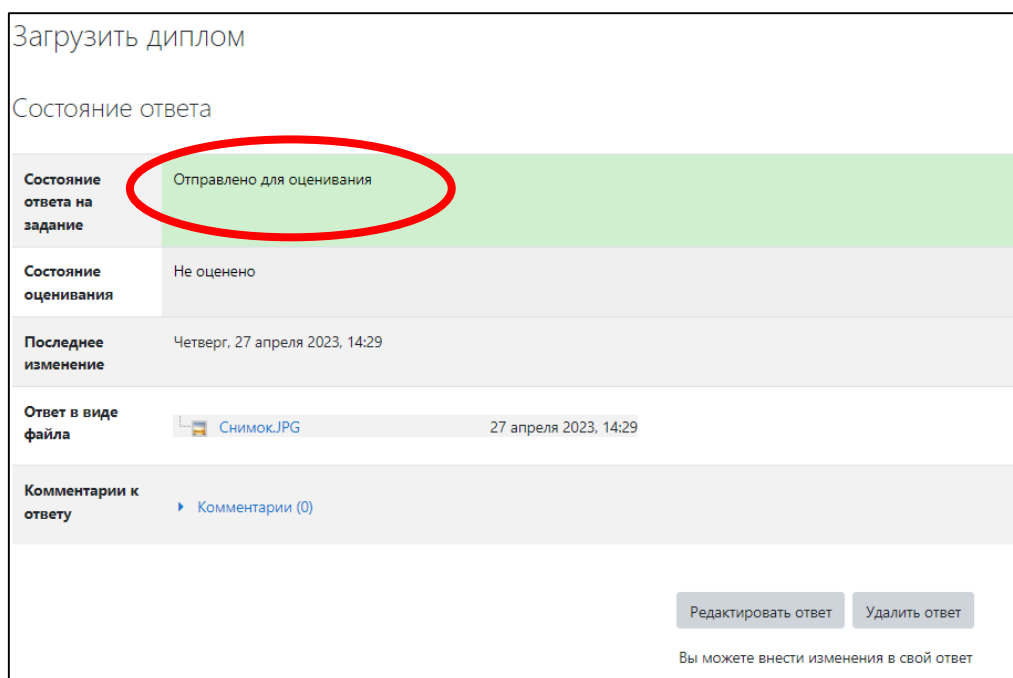 Загрузить диплом
Состояние ответа
Состояние
ответа на
задание
Отправлено для оценивания
Состояние
оценивания
Не оценено
Последнее
изменение
Четверг, 27 апреля 2023, 14:29
Ответ в виде
файла
Снимок.JPG 27 апреля 2023, 14:29
Комментарии к
ответу
Комментарии (0)
Редактировать ответ Удалить ответ
Вы можете внести изменения в свой ответ